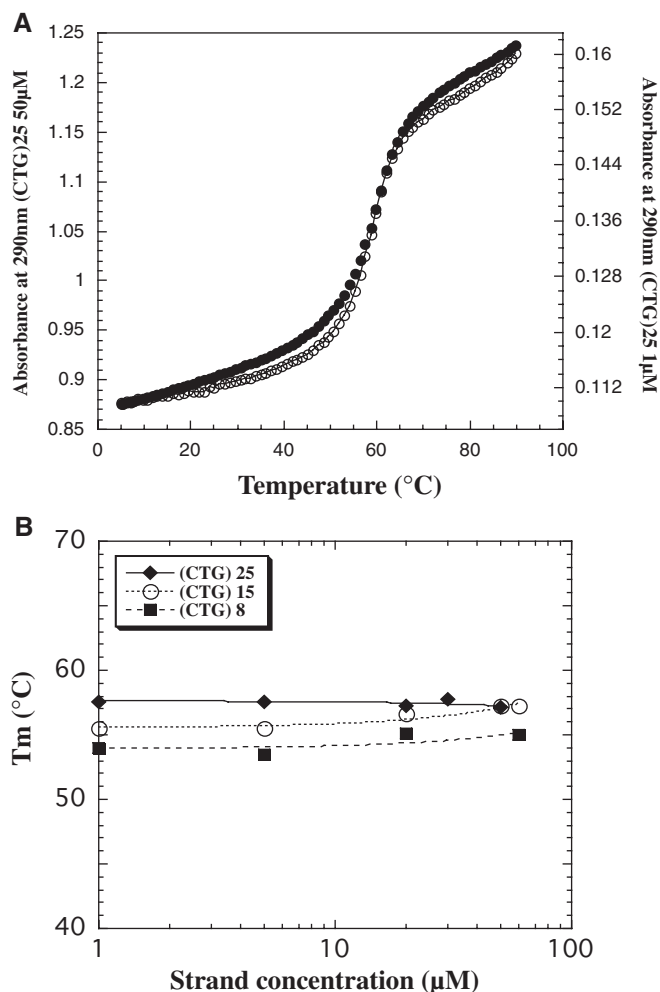 A
Absorbance at 290nm (CTG)25 50µM
1.25
1.2
1.15
1.1
1.05
1
0.95
0.9
0.85
0.16
0.152
0.144
0.136
0.128
0.12
0.112
Absorbance at 290nm (CTG)25 1µM
0 20 40 60 80 100
Temperature (°C)
B
Tm (°C)
70
60
50
40
(CTG) 25
(CTG) 15
(CTG) 8
1 10 100
Strand concentration (µM)